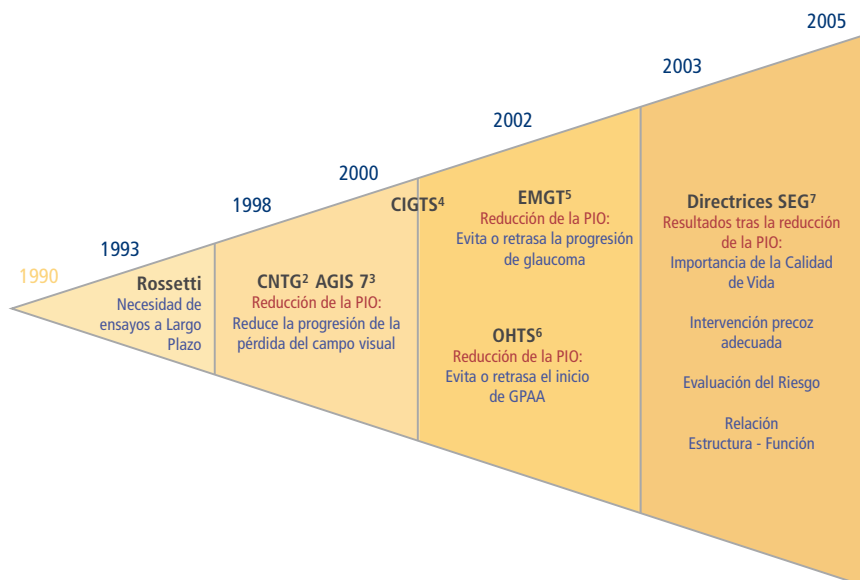 1990
1993
1998
2000
2002
2003
2005
Rossetti
Necesidad de
ensayos a Largo
Plazo
CNTG² AGIS 7³
Reducción de la PIO:
Reduce la progresión de la
pérdida del campo visual
CIGTS⁴
EMGT⁵
Reducción de la PIO:
Evita o retrasa la progresión
de glaucoma
OHTS⁶
Reducción de la PIO:
Evita o retrasa el inicio
de GPAA
Directrices SEG⁷
Resultados tras la reducción
de la PIO:
Importancia de la Calidad
de Vida
Intervención precoz
adecuada
Evaluación del Riesgo
Relación
Estructura - Función